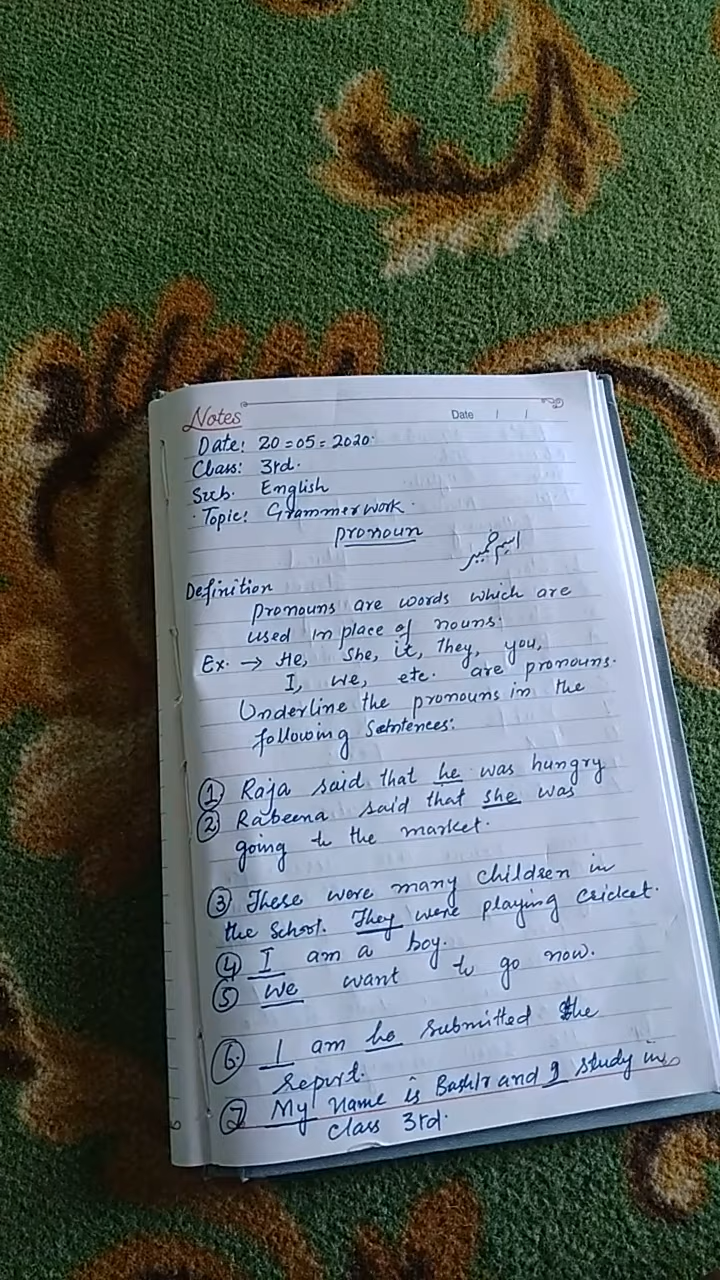 Notes
Date / /
Date: 20=05=2020.
Class: 3rd.
Sub. English
Topic: Grammer work.
Pronoun
اسم ضمیر
Definition
Pronouns are words which are
used in place of nouns.
Ex. → He, She, it, They, you,
I, we, etc. are pronouns.
Underline the pronouns in the
following Sentences:
① Raja said that he was hungry
② Rabeena said that she was
going to the market.
③ These were many children in
the School. They were playing cricket.
④ I am a boy.
⑤ We want to go now.
⑥ I am he submitted the
report.
⑦ My Name is Bashir and I study in
Class 3rd.